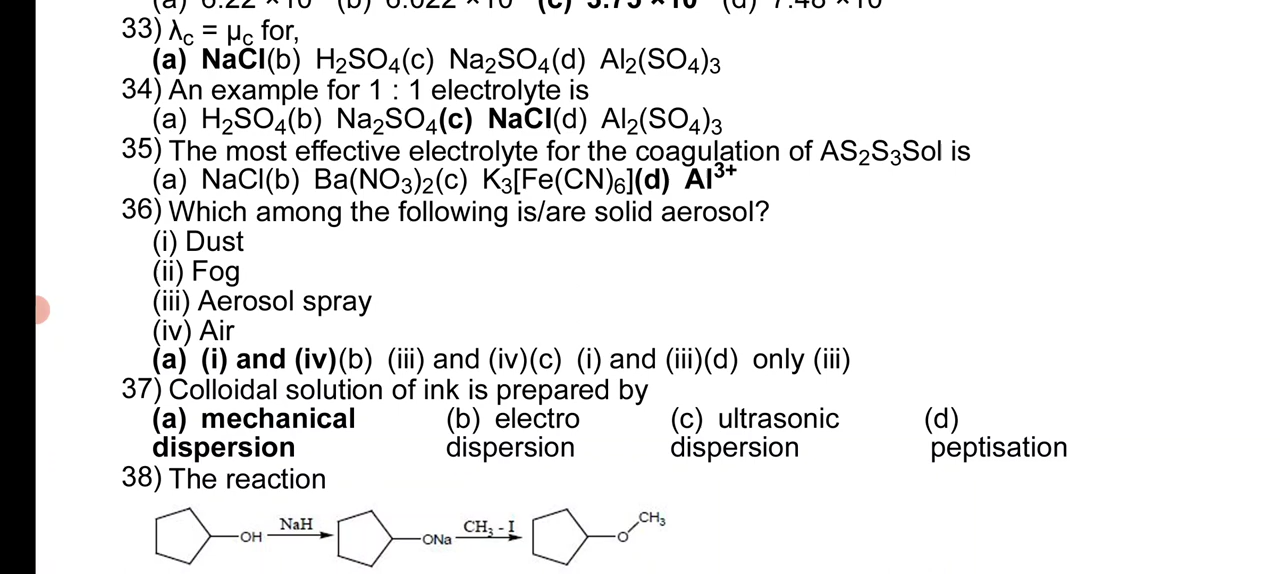 33) λc = μc for,
(a) NaCl(b) H₂SO₄(c) Na₂SO₄(d) Al₂(SO₄)₃
34) An example for 1 : 1 electrolyte is
(a) H₂SO₄(b) Na₂SO₄(c) NaCl(d) Al₂(SO₄)₃
35) The most effective electrolyte for the coagulation of AS₂S₃Sol is
(a) NaCl(b) Ba(NO₃)₂(c) K₃[Fe(CN)₆](d) Al³⁺
36) Which among the following is/are solid aerosol?
(i) Dust
(ii) Fog
(iii) Aerosol spray
(iv) Air
(a) (i) and (iv)(b) (iii) and (iv)(c) (i) and (iii)(d) only (iii)
37) Colloidal solution of ink is prepared by
(a) mechanical (b) electro (c) ultrasonic (d)
dispersion dispersion dispersion peptisation
38) The reaction
OH NaH ONa CH₃ - I O CH₃